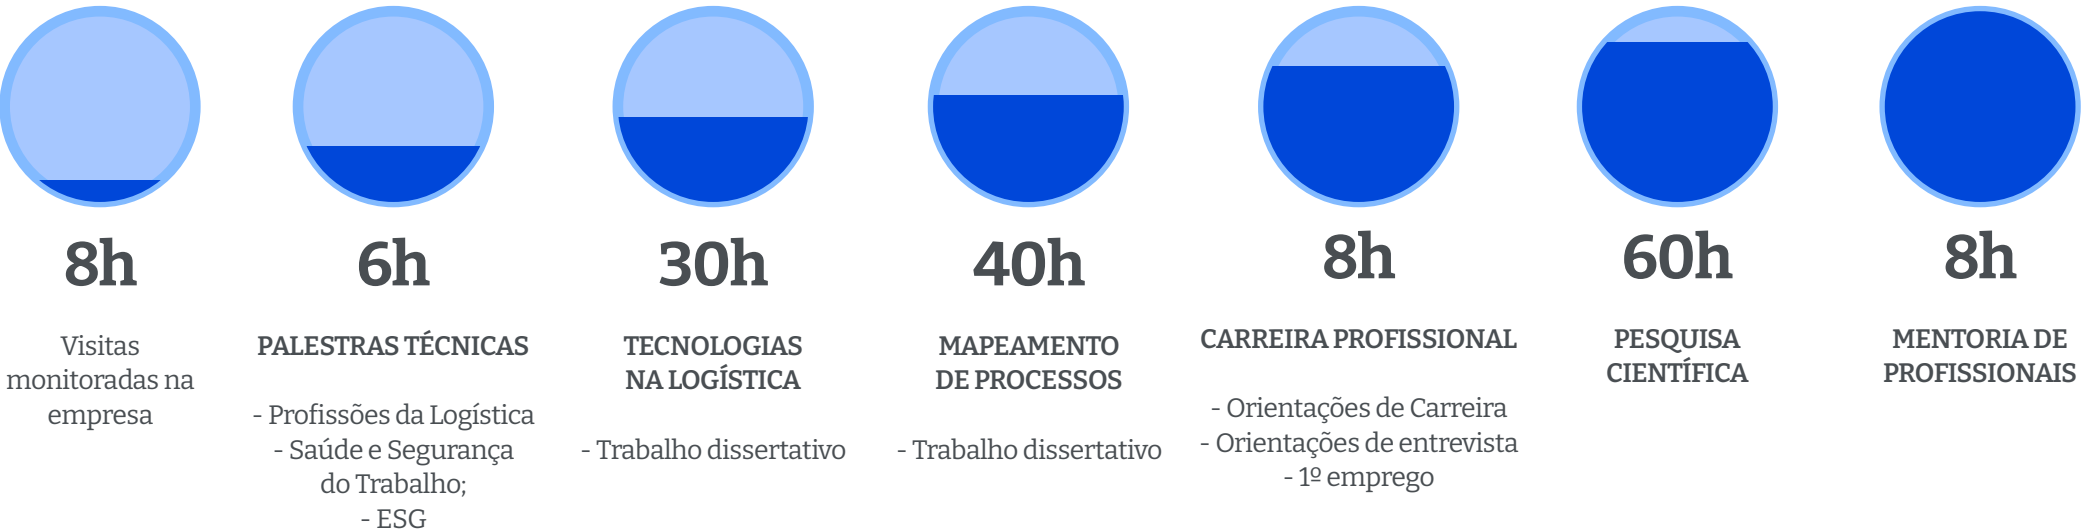 8h
Visitas
monitoradas na
empresa
6h
PALESTRAS TÉCNICAS
- Profissões da Logística
- Saúde e Segurança
do Trabalho;
- ESG
30h
TECNOLOGIAS
NA LOGÍSTICA
- Trabalho dissertativo
40h
MAPEAMENTO
DE PROCESSOS
- Trabalho dissertativo
8h
CARREIRA PROFISSIONAL
- Orientações de Carreira
- Orientações de entrevista
- 1º emprego
60h
PESQUISA
CIENTÍFICA
8h
MENTORIA DE
PROFISSIONAIS